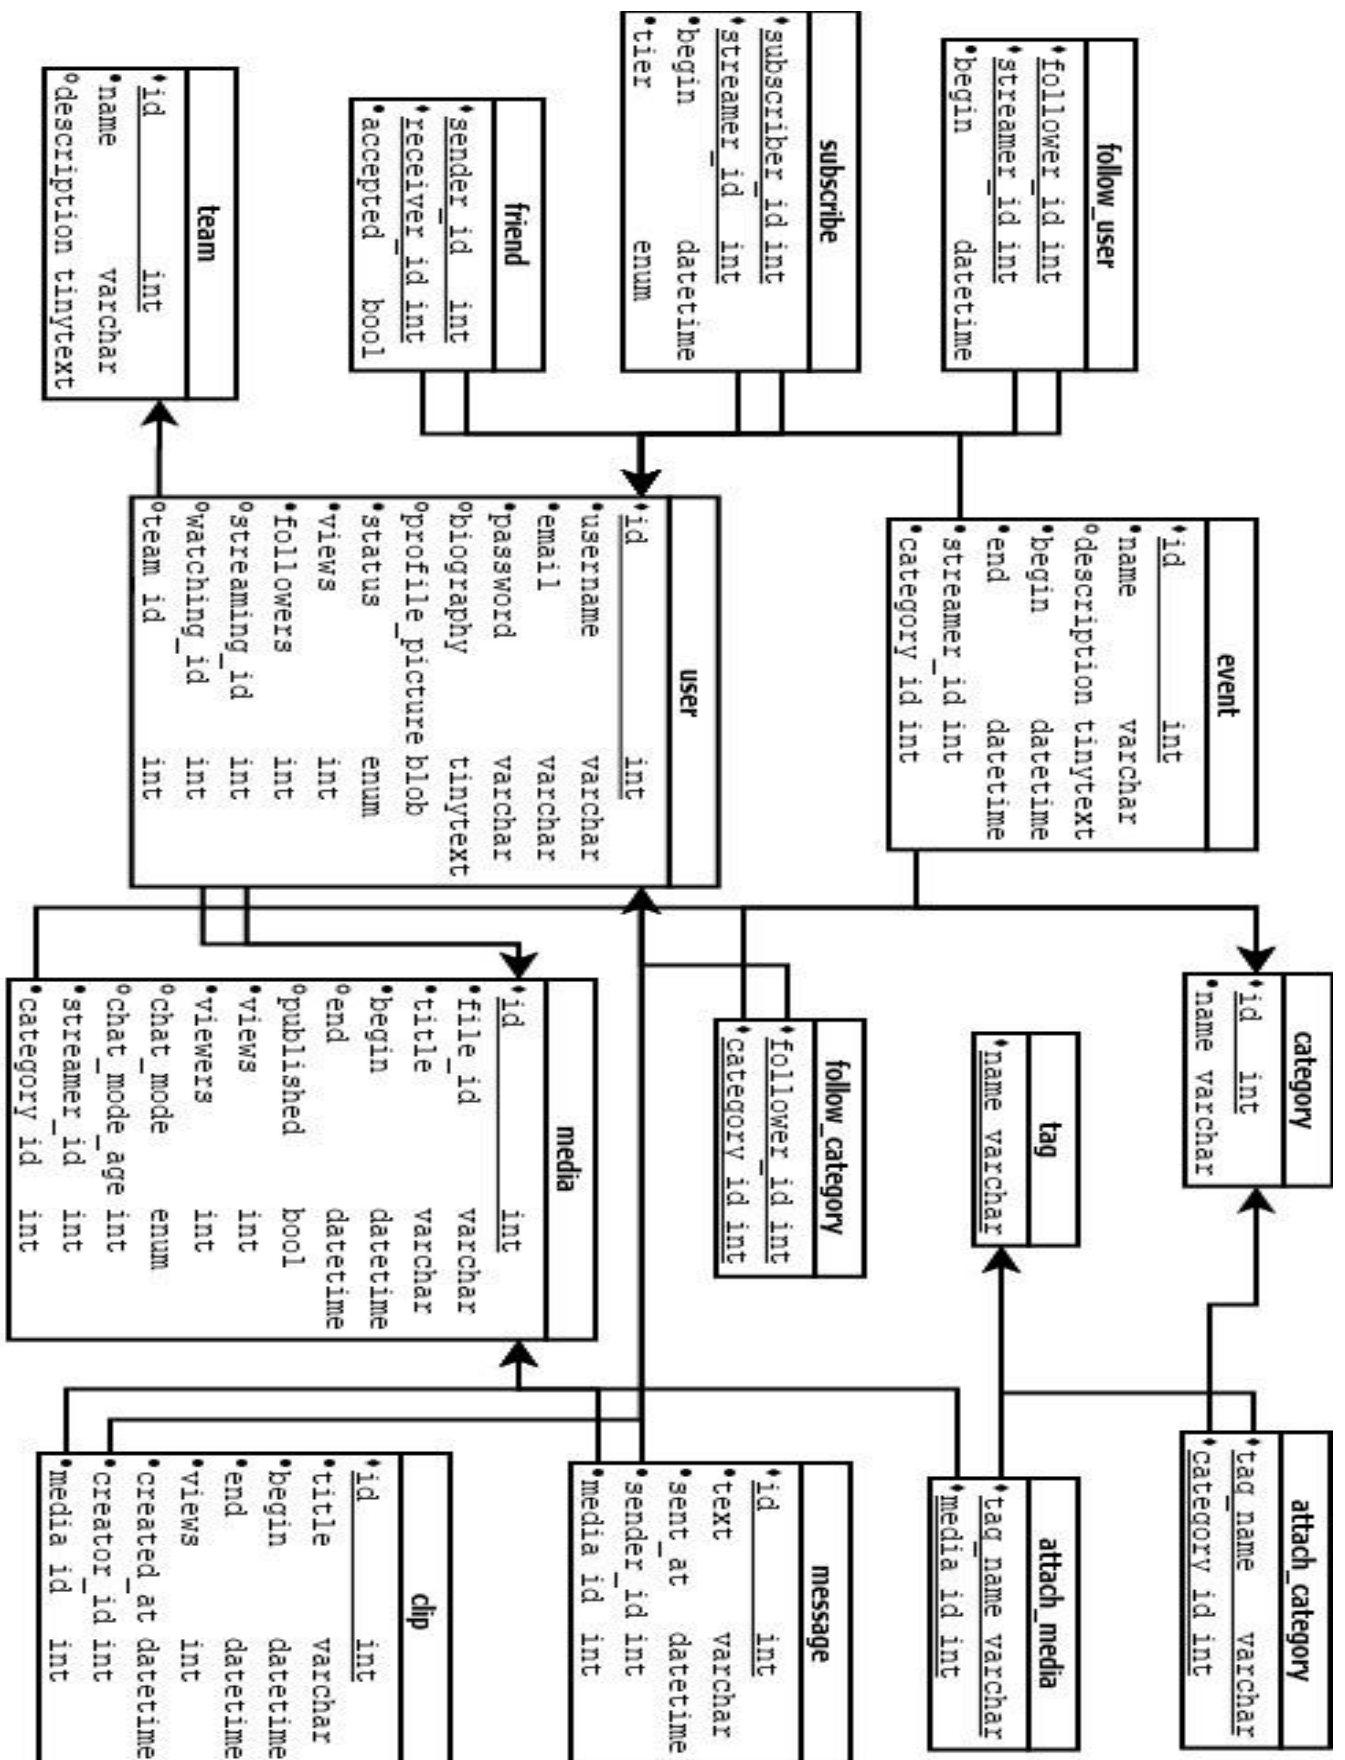 follow_user
follower_id int
streamer_id int
begin datetime
subscribe
subscriber_id int
streamer_id int
begin datetime
tier enum
friend
sender_id int
receiver_id int
accepted bool
team
id int
name varchar
description tinytext
event
id int
name varchar
description tinytext
begin datetime
end datetime
streamer_id int
category_id int
user
id int
username varchar
email varchar
password varchar
biography tinytext
profile_picture blob
status enum
views int
followers int
streaming_id int
watching_id int
team_id int
category
id int
name varchar
tag
name varchar
follow_category
follower_id int
category_id int
media
id int
file_id varchar
title varchar
begin datetime
end datetime
published bool
views int
viewers int
chat_mode enum
chat_mode_age int
streamer_id int
category_id int
attach_category
tag_name varchar
category_id int
attach_media
tag_name varchar
media_id int
message
id int
text varchar
sent_at datetime
sender_id int
media_id int
clip
id int
title varchar
begin datetime
end datetime
views int
created_at datetime
creator_id int
media_id int